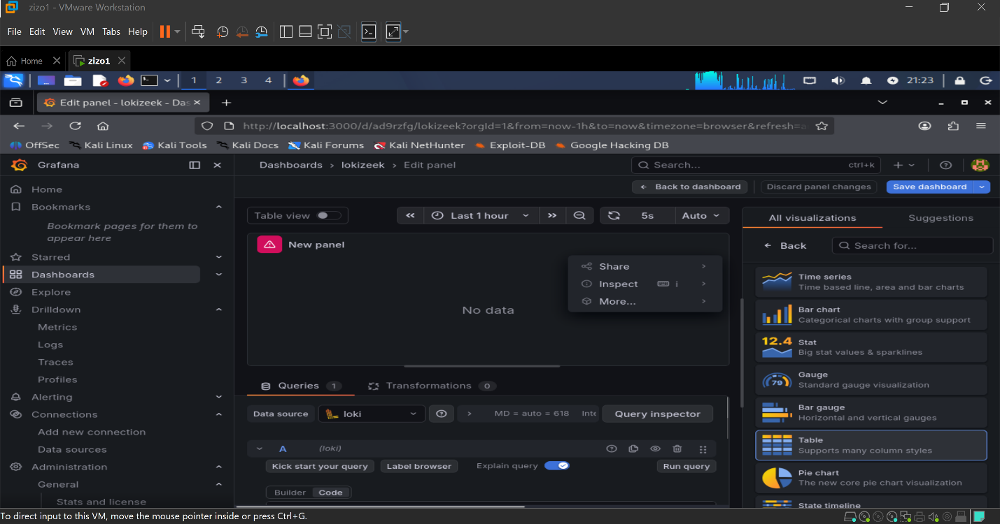 zizo1 - VMware Workstation
File Edit View VM Tabs Help
Home zizo1
1 2 3 4 21:23
Edit panel - lokizeek - Das
http://localhost:3000/d/ad9rzfg/lokizeek?orgId=1&from=now-1h&to=now&timezone=browser&refresh=a
OffSec Kali Linux Kali Tools Kali Docs Kali Forums Kali NetHunter Exploit-DB Google Hacking DB
Grafana
Dashboards > lokizeek > Edit panel
Search... ctrl+k
Back to dashboard Discard panel changes Save dashboard
Home
Bookmarks
Bookmark pages for them to
appear here
Starred
Dashboards
Explore
Drilldown
Metrics
Logs
Traces
Profiles
Alerting
Connections
Add new connection
Data sources
Administration
General
Stats and license
Table view Last 1 hour 5s Auto
New panel
No data
Share
Inspect i
More...
Queries 1 Transformations 0
Data source loki MD = auto = 618 Inte Query inspector
A (loki)
Kick start your query Label browser Explain query Run query
Builder Code
All visualizations Suggestions
Back Search for...
Time series
Time based line, area and bar charts
Bar chart
Categorical charts with group support
12.4 Stat
Big stat values & sparklines
Gauge
79 Standard gauge visualization
Bar gauge
Horizontal and vertical gauges
Table
Supports many column styles
Pie chart
The new core pie chart visualization
State timeline
To direct input to this VM, move the mouse pointer inside or press Ctrl+G.